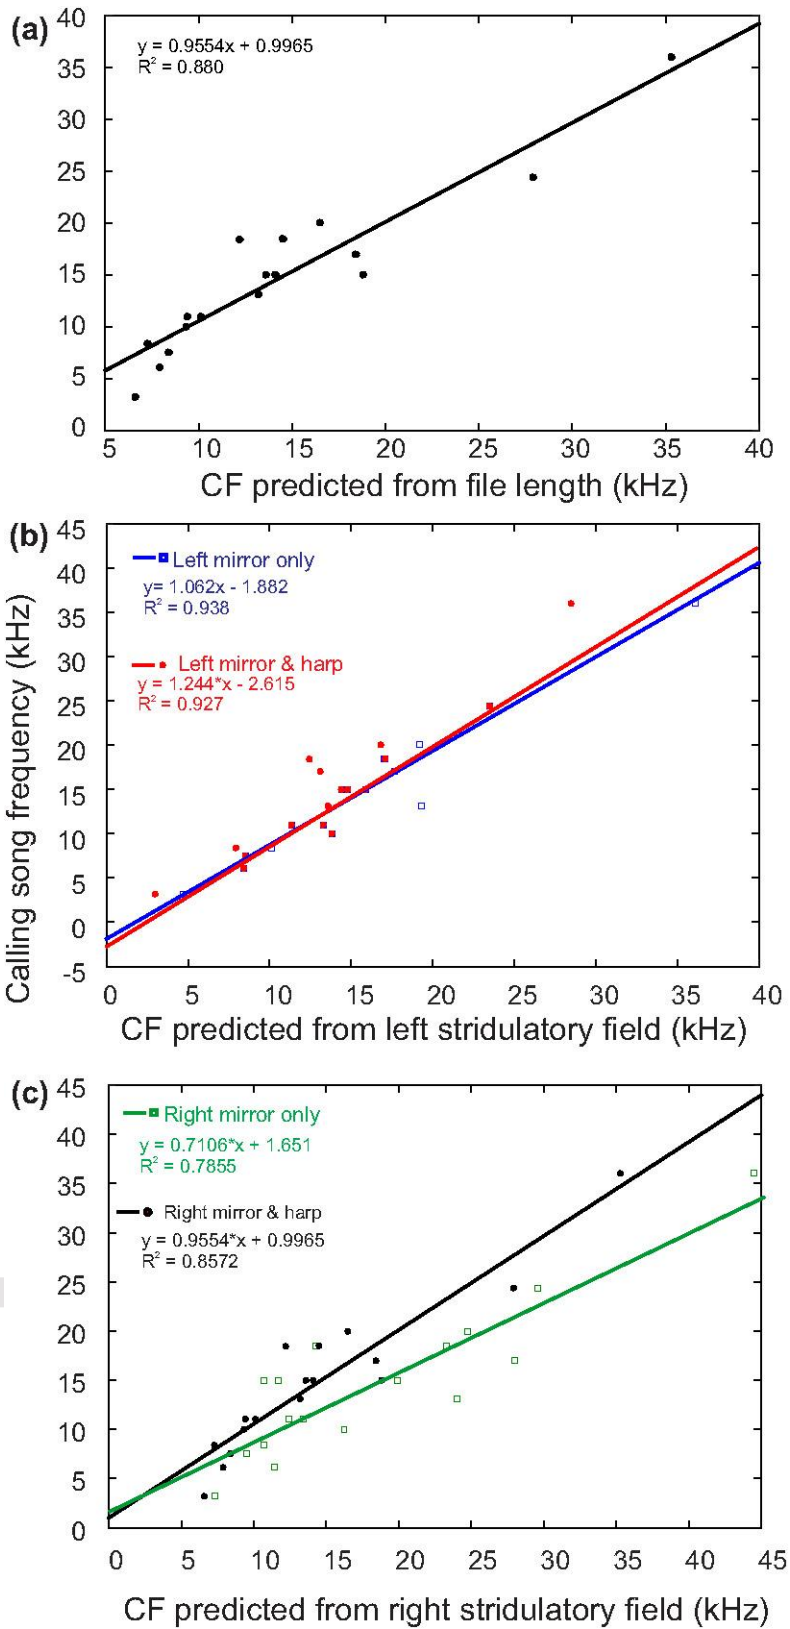 (a)
y = 0.9554x + 0.9965
R² = 0.880
40
35
30
25
20
15
10
5
0
5 10 15 20 25 30 35 40
CF predicted from file length (kHz)
Calling song frequency (kHz)
(b)
Left mirror only
y= 1.062x - 1.882
R² = 0.938
Left mirror & harp
y = 1.244*x - 2.615
R² = 0.927
45
40
35
30
25
20
15
10
5
0
-5
0 5 10 15 20 25 30 35 40
CF predicted from left stridulatory field (kHz)
(c)
Right mirror only
y = 0.7106*x + 1.651
R² = 0.7855
Right mirror & harp
y = 0.9554*x + 0.9965
R² = 0.8572
45
40
35
30
25
20
15
10
5
0
0 5 10 15 20 25 30 35 40 45
CF predicted from right stridulatory field (kHz)